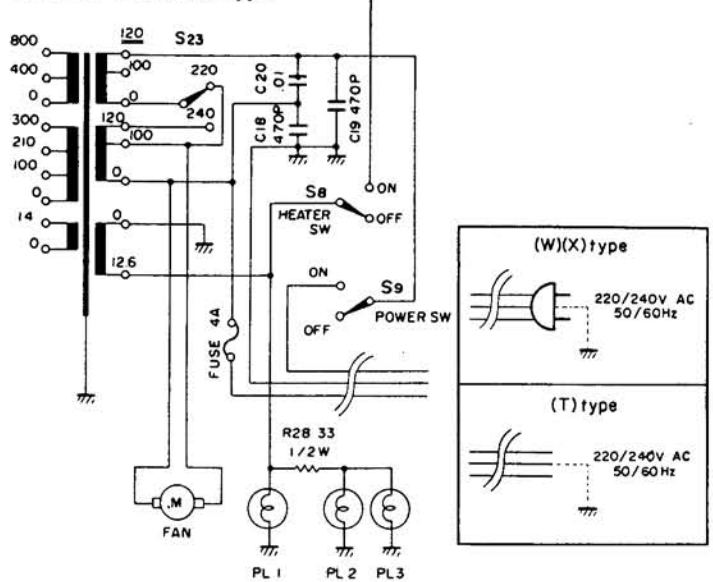 800
400
0
300
210
100
0
14
0
120
100
0
120
100
0
0
12.6
S23
220
240
C20
.01
C18
470P
C19 470P
S8
HEATER
SW
ON
OFF
ON
OFF
S9
POWER SW
FUSE 4A
R28 33
1/2W
.M
FAN
PL 1
PL 2
PL3
(W)(X) type
220/240V AC
50/60Hz
(T) type
220/240V AC
50/60Hz